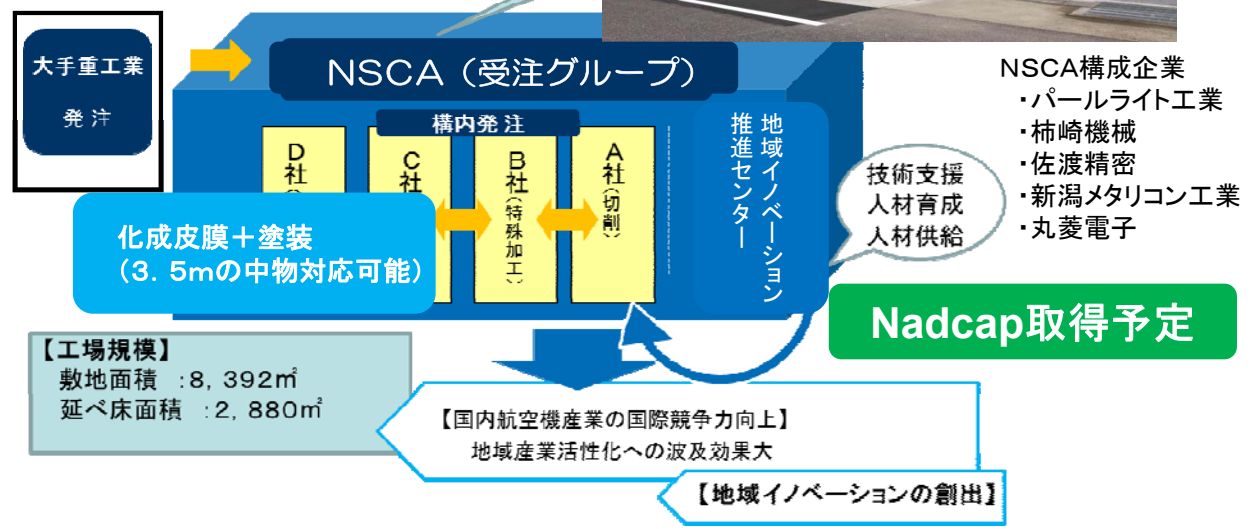 大手重工業
発注
NSCA（受注グループ）
構内発注
D社
C社
B社（特殊加工）
A社（切削）
地域イノベーション
推進センター
化成皮膜＋塗装
（3．5mの中物対応可能）
技術支援
人材育成
人材供給
NSCA構成企業
・パールライト工業
・柿崎機械
・佐渡精密
・新潟メタリコン工業
・丸菱電子
Nadcap取得予定
【工場規模】
敷地面積　：8，392㎡
延べ床面積　：2，880㎡
【国内航空機産業の国際競争力向上】
地域産業活性化への波及効果大
【地域イノベーションの創出】